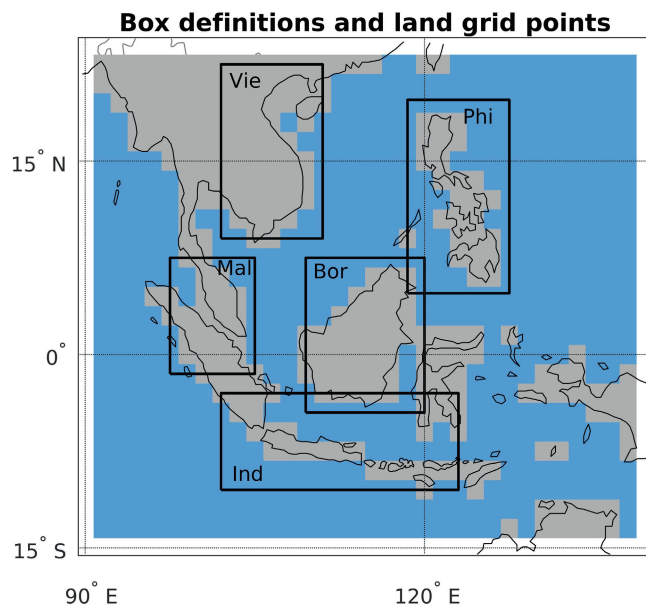 Box definitions and land grid points
Vie
Phi
15° N
Mal
Bor
0°
Ind
15° S
90° E
120° E